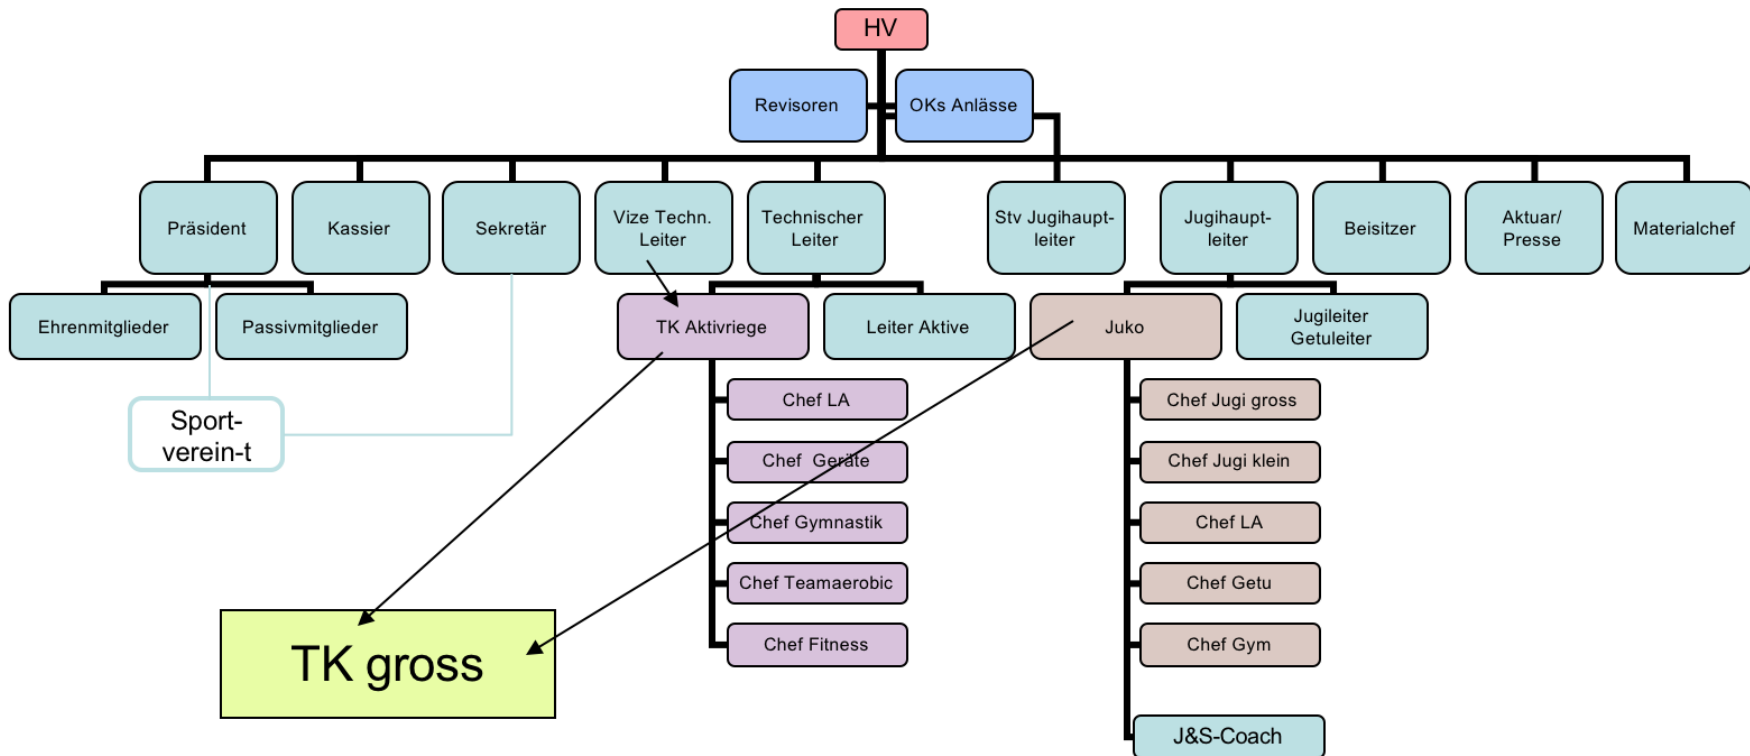 HV
Revisoren
OKs Anlässe
Präsident
Kassier
Sekretär
Vize Techn.
Leiter
Technischer
Leiter
Stv Jugihaupt-
leiter
Jugihaupt-
leiter
Beisitzer
Aktuar/
Presse
Materialchef
Ehrenmitglieder
Passivmitglieder
TK Aktivriege
Leiter Aktive
Juko
Jugileiter
Getuleiter
Sport-
verein-t
Chef LA
Chef  Geräte
Chef Gymnastik
Chef Teamaerobic
Chef Fitness
Chef Jugi gross
Chef Jugi klein
Chef LA
Chef Getu
Chef Gym
J&S-Coach
TK gross